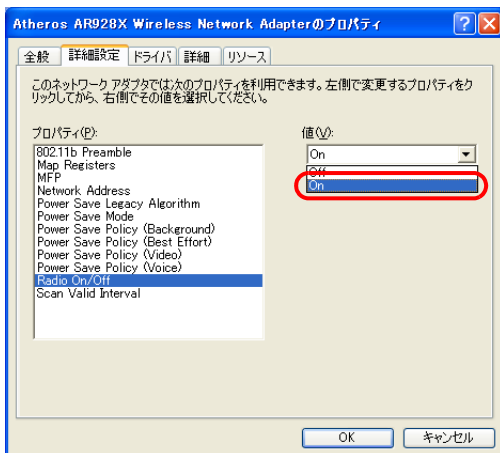 Atheros AR928X Wireless Network Adapterのプロパティ
全般 詳細設定 ドライバ 詳細 リソース
このネットワーク アダプタでは次のプロパティを利用できます。左側で変更するプロパティをク
リックしてから、右側でその値を選択してください。
プロパティ(P):
802.11b Preamble
Map Registers
MFP
Network Address
Power Save Legacy Algorithm
Power Save Mode
Power Save Policy (Background)
Power Save Policy (Best Effort)
Power Save Policy (Video)
Power Save Policy (Voice)
Radio On/Off
Scan Valid Interval
値(V):
On
Off
On
OK キャンセル